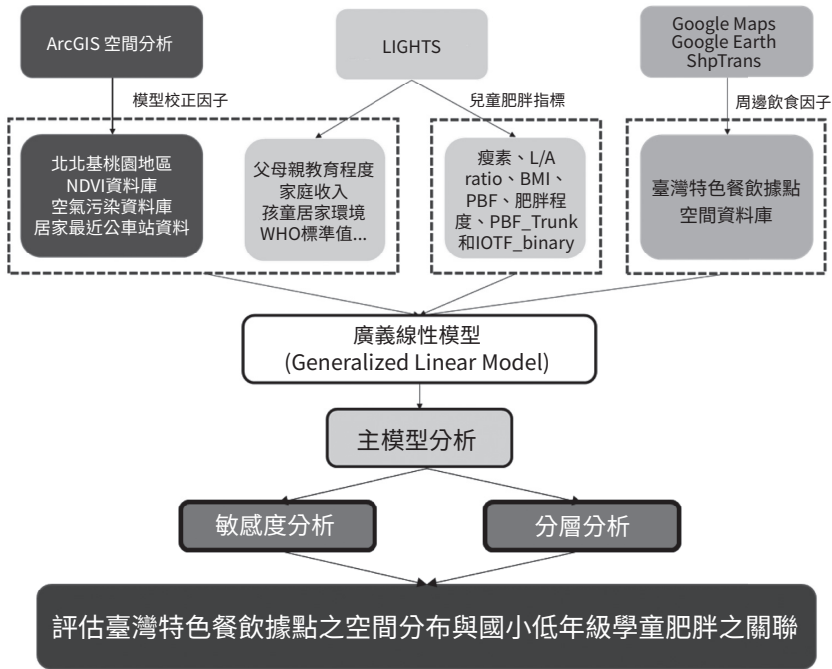 ArcGIS 空間分析
LIGHTS
Google Maps
Google Earth
ShpTrans
模型校正因子
兒童肥胖指標
周邊飲食因子
北北基桃園地區
NDVI資料庫
空氣污染資料庫
居家最近公車站資料
父母親教育程度
家庭收入
孩童居家環境
WHO標準值...
瘦素、L/A
ratio、BMI、
PBF、肥胖程
度、PBF_Trunk
和IOTF_binary
臺灣特色餐飲據點
空間資料庫
廣義線性模型
(Generalized Linear Model)
主模型分析
敏感度分析
分層分析
評估臺灣特色餐飲據點之空間分布與國小低年級學童肥胖之關聯